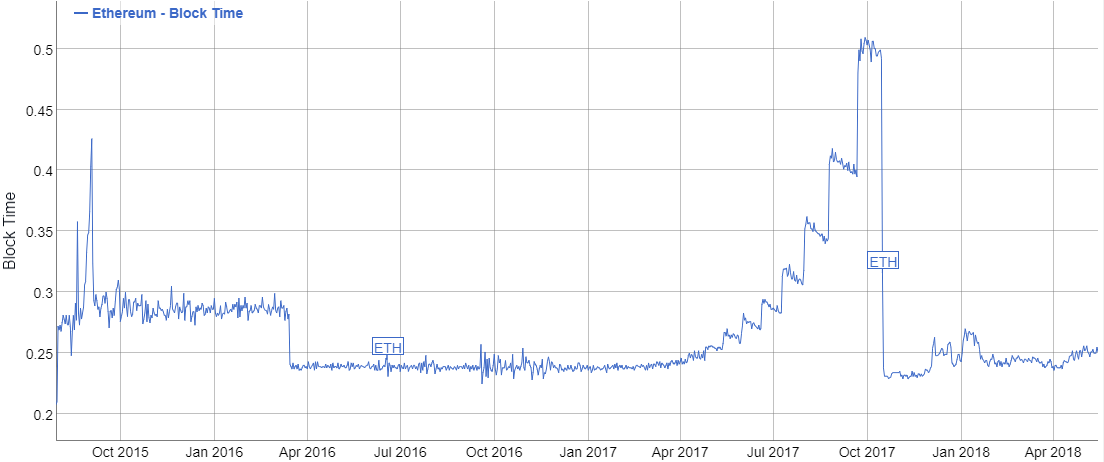 Ethereum - Block Time
Block Time
0.5
0.45
0.4
0.35
0.3
0.25
0.2
ETH
ETH
Oct 2015
Jan 2016
Apr 2016
Jul 2016
Oct 2016
Jan 2017
Apr 2017
Jul 2017
Oct 2017
Jan 2018
Apr 2018